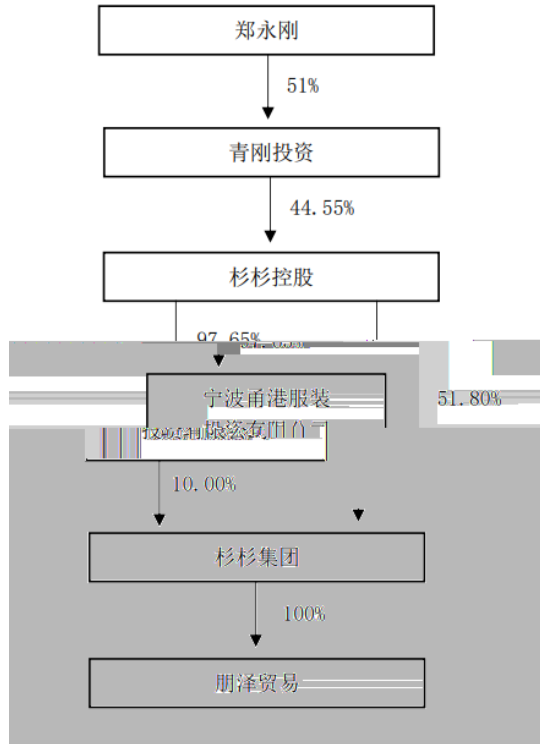 郑永刚
51%
青刚投资
44.55%
杉杉控股
97.65%
宁波甬港服装
51.80%
10.00%
杉杉集团
100%
朋泽贸易